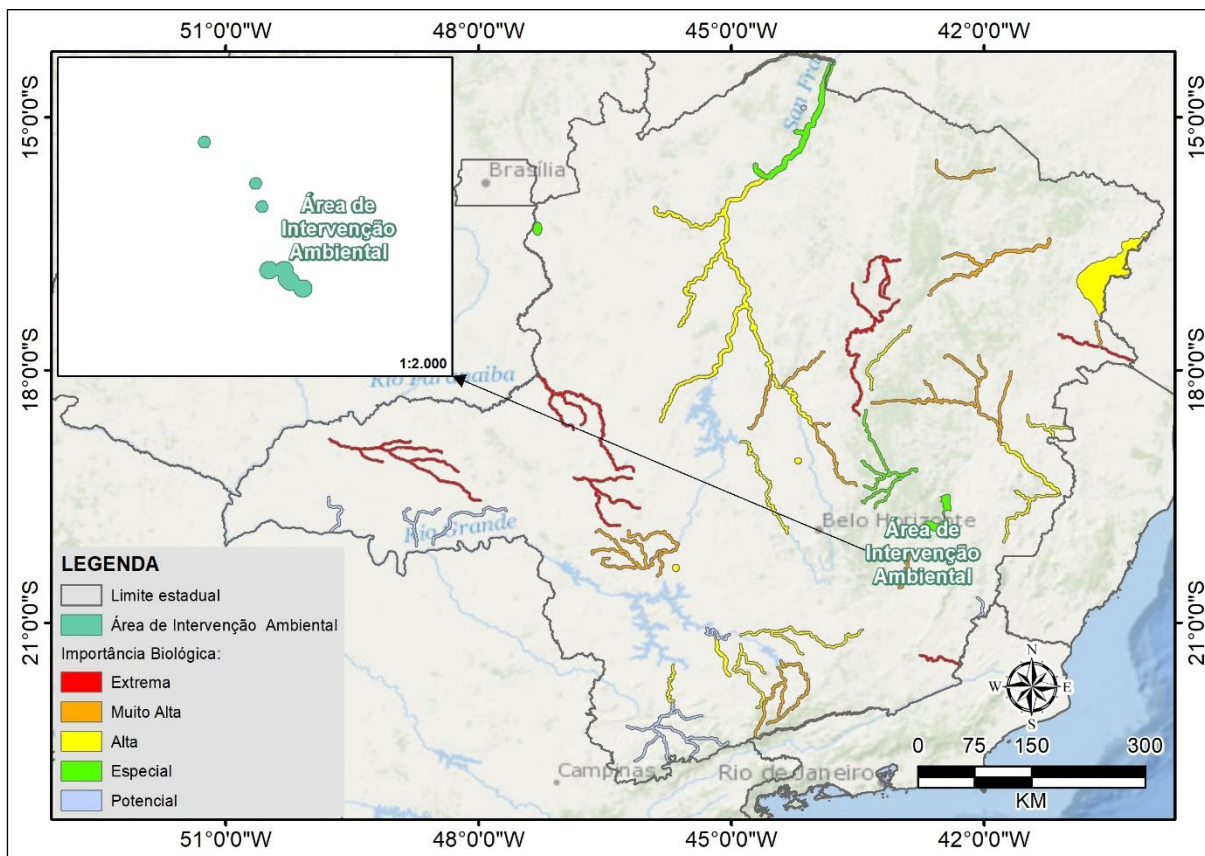 51°0'0"W 48°0'0"W 45°0'0"W 42°0'0"W
15°0'0"S
18°0'0"S
21°0'0"S
Área de
Intervenção
Ambiental
1:2.000
San Fra
Brasília
15°0'0"S
18°0'0"S
21°0'0"S
Rio Paranaiba
Rio Grande
Belo Horizonte
Área de
Intervenção
Ambiental
LEGENDA
Limite estadual
Área de Intervenção Ambiental
Importância Biológica:
Extrema
Muito Alta
Alta
Especial
Potencial
Campinas
Rio de Janeiro
N
W E
S
0 75 150 300
KM
51°0'0"W 48°0'0"W 45°0'0"W 42°0'0"W